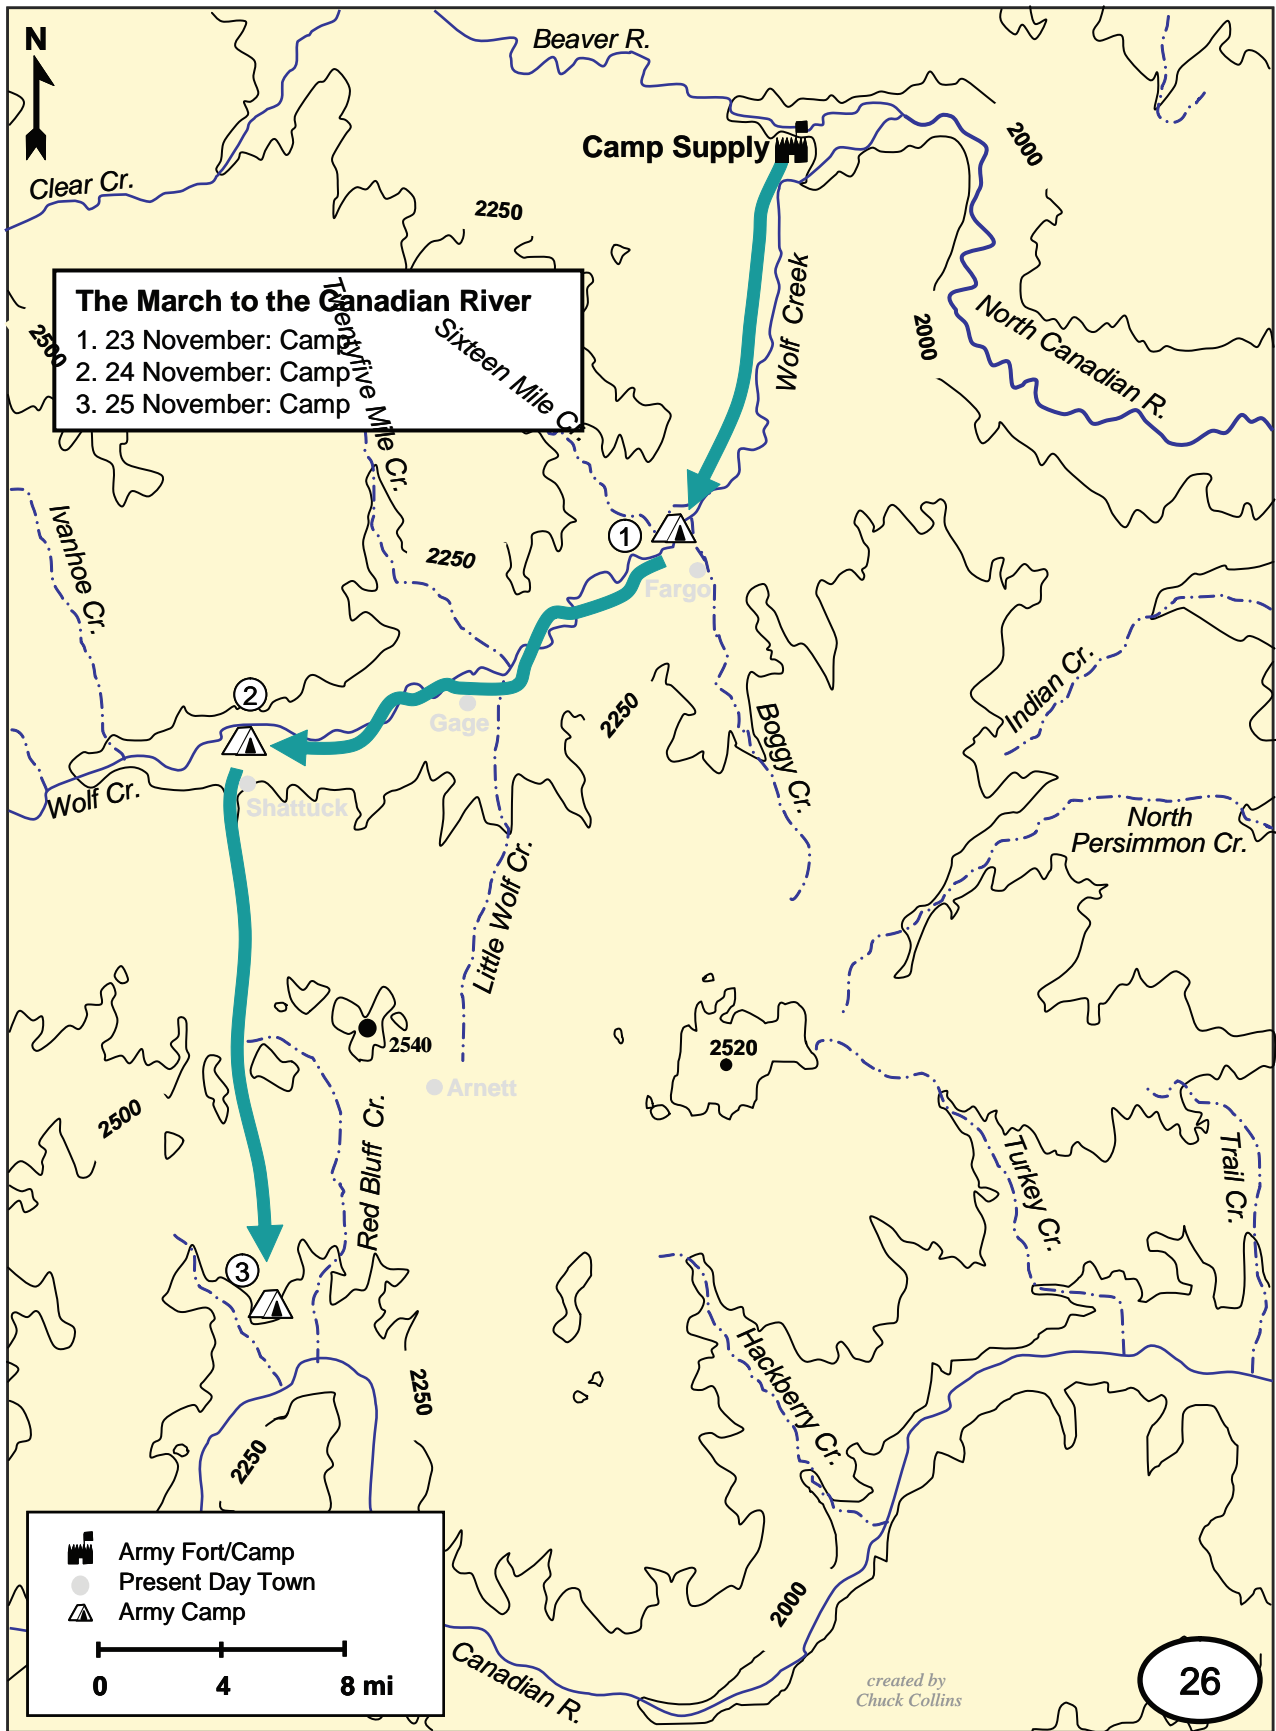 N
Beaver R.
Camp Supply
2000
Clear Cr.
2250
The March to the Canadian River
1. 23 November: Camp
2. 24 November: Camp
3. 25 November: Camp
2500
Twentyfive Mile Cr.
Sixteen Mile Cr.
Wolf Creek
2000
North Canadian R.
Ivanhoe Cr.
2250
1
Fargo
Indian Cr.
2
2250
Gage
Boggy Cr.
Wolf Cr.
Shattuck
North
Persimmon Cr.
Little Wolf Cr.
2540
2520
Arnett
2500
Red Bluff Cr.
Turkey Cr.
Trail Cr.
3
Hackberry Cr.
2250
2250
Army Fort/Camp
Present Day Town
Army Camp
0 4 8 mi
2000
Canadian R.
created by
Chuck Collins
26